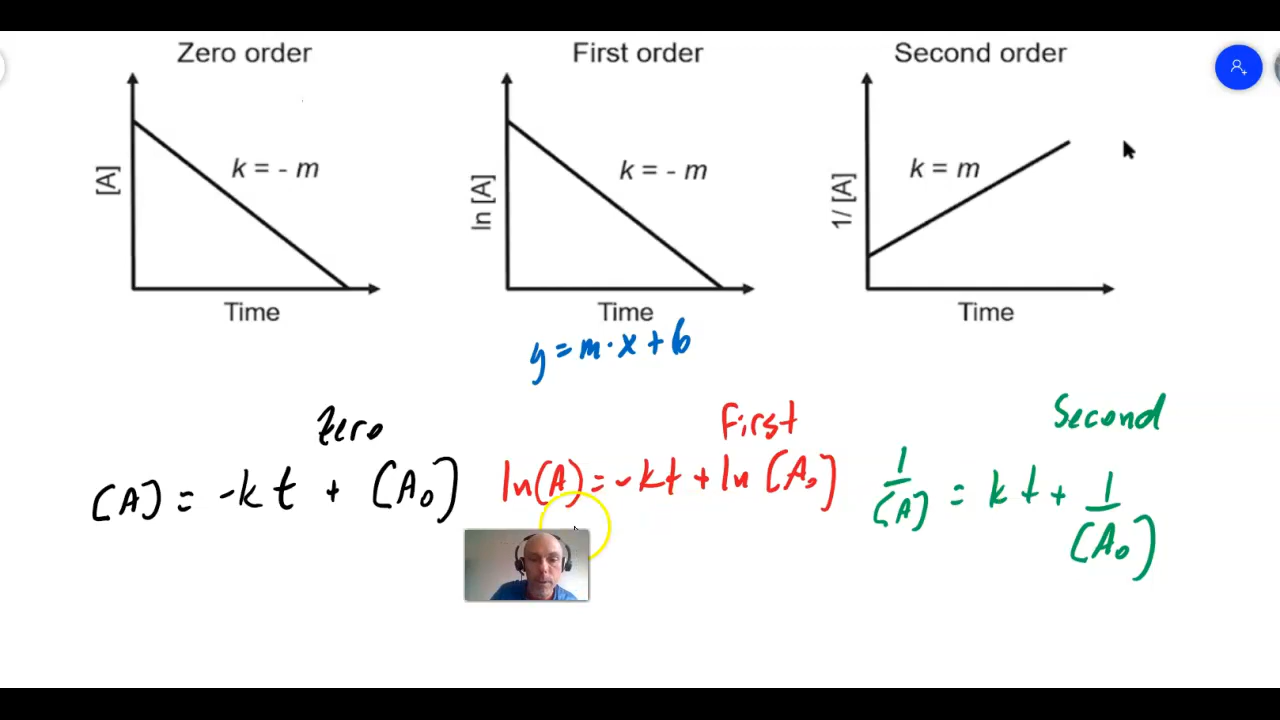 Zero order
First order
Second order
[A]
k = - m
Time
ln [A]
k = - m
Time
1/ [A]
k = m
Time
y = m · x + b
Zero
[A] = -k t + [A₀]
First
ln[A] = -kt + ln [A₀]
Second
1/[A] = k t + 1/[A₀]